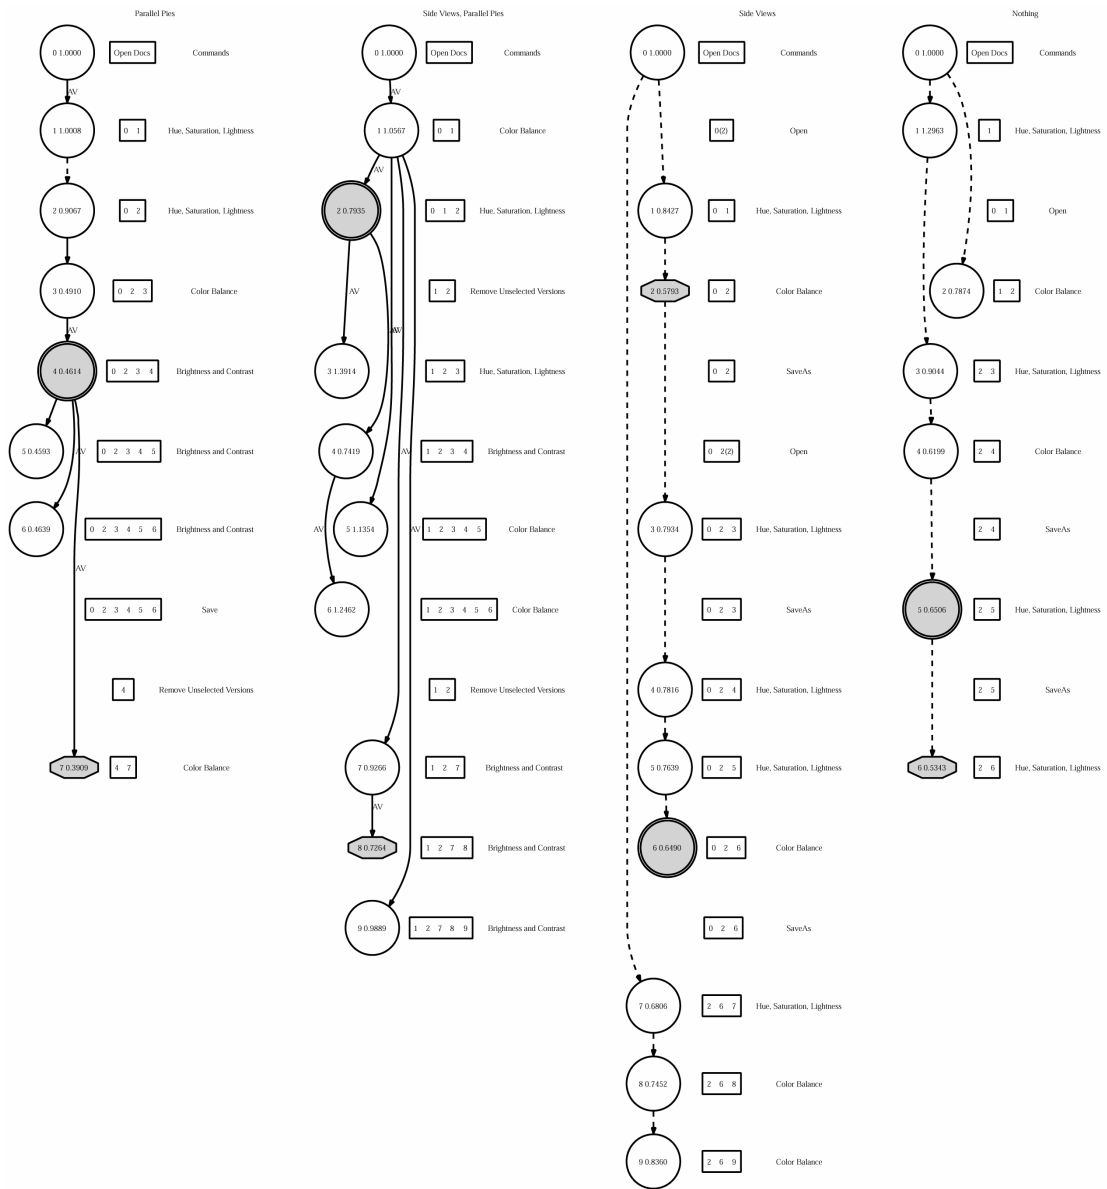 Parallel Pies
0 1.0000 Open Docs Commands
AV
1 1.0008 0 1 Hue, Saturation, Lightness
2 0.9067 0 2 Hue, Saturation, Lightness
3 0.4910 0 2 3 Color Balance
AV
4 0.4614 0 2 3 4 Brightness and Contrast
5 0.4593 AV 0 2 3 4 5 Brightness and Contrast
6 0.4639 0 2 3 4 5 6 Brightness and Contrast
AV
0 2 3 4 5 6 Save
4 Remove Unselected Versions
7 0.3909 4 7 Color Balance
Side Views, Parallel Pies
0 1.0000 Open Docs Commands
AV
1 1.0567 0 1 Color Balance
AV
2 0.7935 0 1 2 Hue, Saturation, Lightness
AV 1 2 Remove Unselected Versions
AV AV
3 1.3914 1 2 3 Hue, Saturation, Lightness
4 0.7419 AV 1 2 3 4 Brightness and Contrast
AV 5 1.1354 AV 1 2 3 4 5 Color Balance
6 1.2462 1 2 3 4 5 6 Color Balance
1 2 Remove Unselected Versions
7 0.9266 1 2 7 Brightness and Contrast
AV
8 0.7264 1 2 7 8 Brightness and Contrast
9 0.9889 1 2 7 8 9 Brightness and Contrast
Side Views
0 1.0000 Open Docs Commands
0(2) Open
1 0.8427 0 1 Hue, Saturation, Lightness
2 0.5793 0 2 Color Balance
0 2 SaveAs
0 2(2) Open
3 0.7934 0 2 3 Hue, Saturation, Lightness
0 2 3 SaveAs
4 0.7816 0 2 4 Hue, Saturation, Lightness
5 0.7639 0 2 5 Hue, Saturation, Lightness
6 0.6490 0 2 6 Color Balance
0 2 6 SaveAs
7 0.6806 2 6 7 Hue, Saturation, Lightness
8 0.7452 2 6 8 Color Balance
9 0.8360 2 6 9 Color Balance
Nothing
0 1.0000 Open Docs Commands
1 1.2963 1 Hue, Saturation, Lightness
0 1 Open
2 0.7874 1 2 Color Balance
3 0.9044 2 3 Hue, Saturation, Lightness
4 0.6199 2 4 Color Balance
2 4 SaveAs
5 0.6506 2 5 Hue, Saturation, Lightness
2 5 SaveAs
6 0.5343 2 6 Hue, Saturation, Lightness